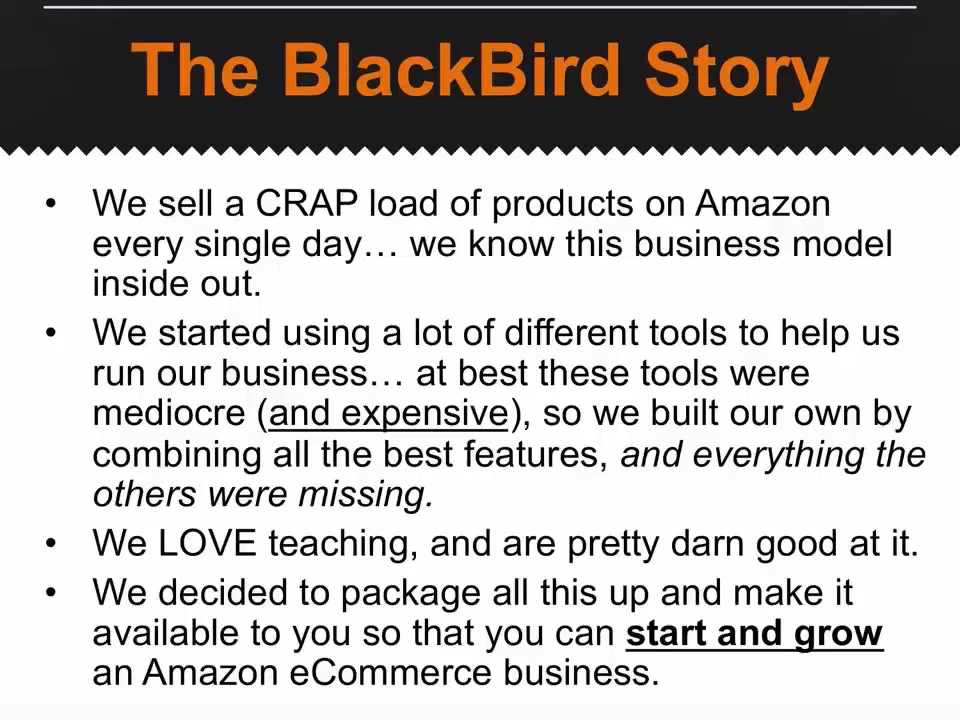 The BlackBird Story
• We sell a CRAP load of products on Amazon
every single day… we know this business model
inside out.
• We started using a lot of different tools to help us
run our business… at best these tools were
mediocre (and expensive), so we built our own by
combining all the best features, and everything the
others were missing.
• We LOVE teaching, and are pretty darn good at it.
• We decided to package all this up and make it
available to you so that you can start and grow
an Amazon eCommerce business.